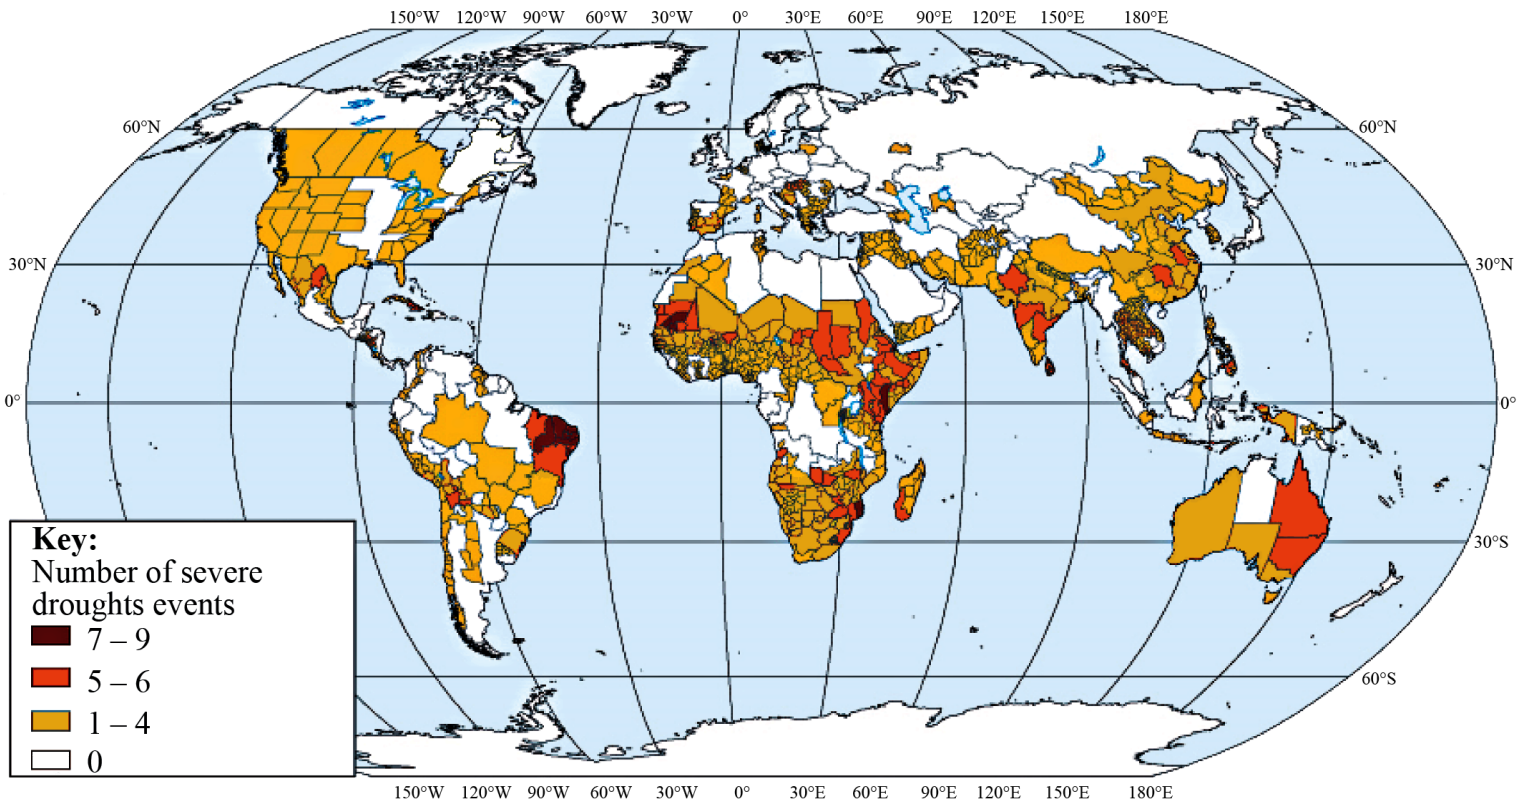 150°W 120°W 90°W 60°W 30°W 0° 30°E 60°E 90°E 120°E 150°E 180°E
60°N 60°N
30°N 30°N
0° 0°
Key:
Number of severe
droughts events
7 – 9
5 – 6
1 – 4
0
30°S
60°S
150°W 120°W 90°W 60°W 30°W 0° 30°W 60°E 90°E 120°E 150°E 180°E